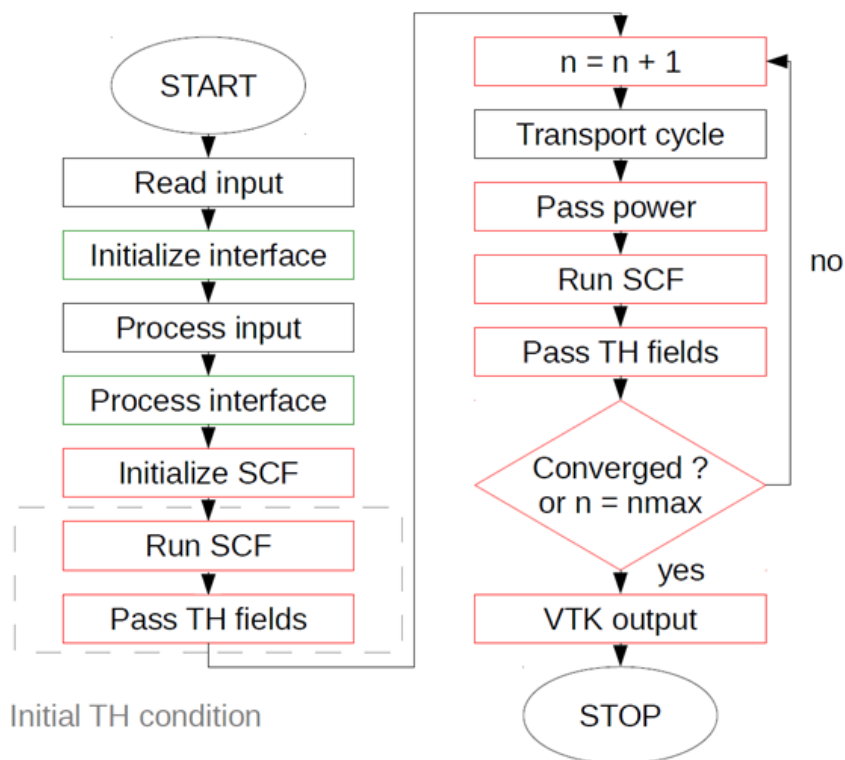 START
Read input
Initialize interface
Process input
Process interface
Initialize SCF
Run SCF
Pass TH fields
Initial TH condition
n = n + 1
Transport cycle
Pass power
Run SCF
Pass TH fields
Converged ?
or n = nmax
no
yes
VTK output
STOP